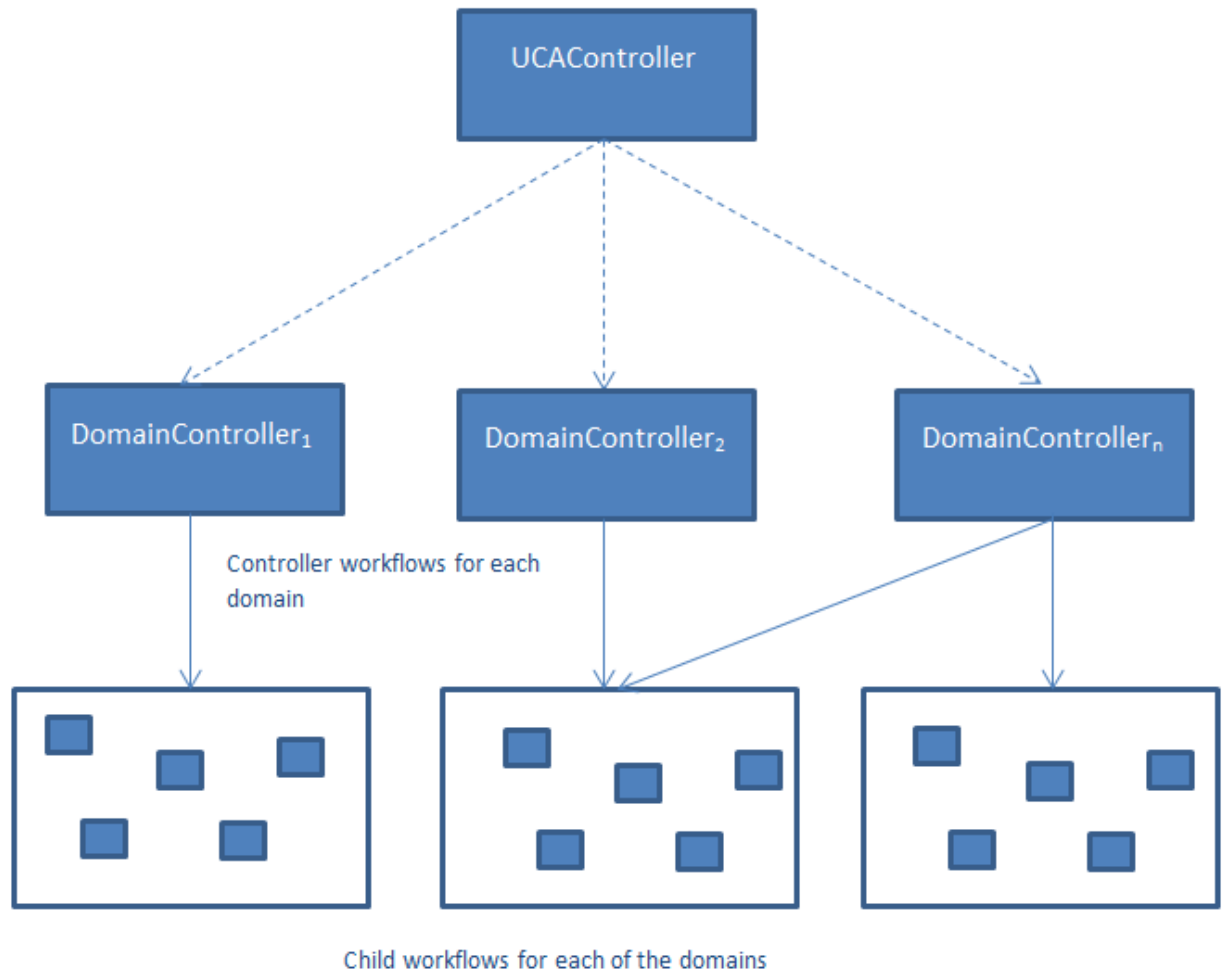 UCAController
DomainController₁
DomainController₂
DomainControllerₙ
Controller workflows for each
domain
Child workflows for each of the domains